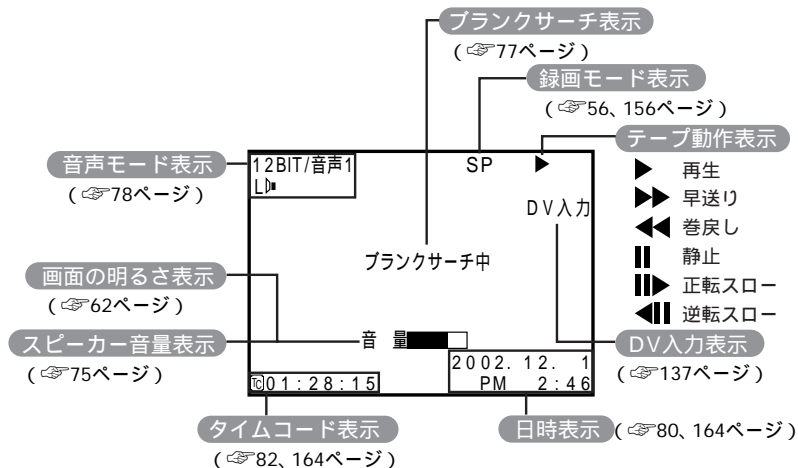 ブランクサーチ表示
(☞77ページ)
録画モード表示
(☞56、156ページ)
テープ動作表示
▶ 再生
▶▶ 早送り
◀◀ 巻戻し
❚❚ 静止
❚❚▶ 正転スロー
◀❚❚ 逆転スロー
音声モード表示
(☞78ページ)
12BIT/音声1
L
SP ▶
DV入力
ブランクサーチ中
画面の明るさ表示
(☞62ページ)
スピーカー音量表示
(☞75ページ)
音 量
2002.12. 1
PM 2:46
TC01:28:15
DV入力表示
(☞137ページ)
タイムコード表示
(☞82、164ページ)
日時表示 (☞80、164ページ)